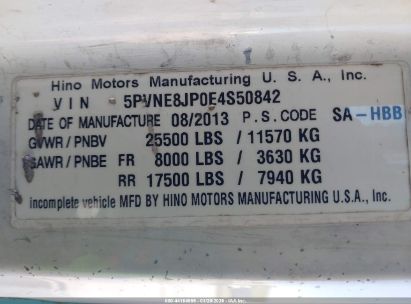 Hino Motors Manufacturing U. S. A., Inc.
VIN 5PVNE8JP0E4S50842
DATE OF MANUFACTURE 08/2013 P.S. CODE SA-HBB
GVWR / PNBV 25500 LBS / 11570 KG
GAWR / PNBE FR 8000 LBS / 3630 KG
RR 17500 LBS / 7940 KG
incomplete vehicle MFD BY HINO MOTORS MANUFACTURING U.S.A., Inc.